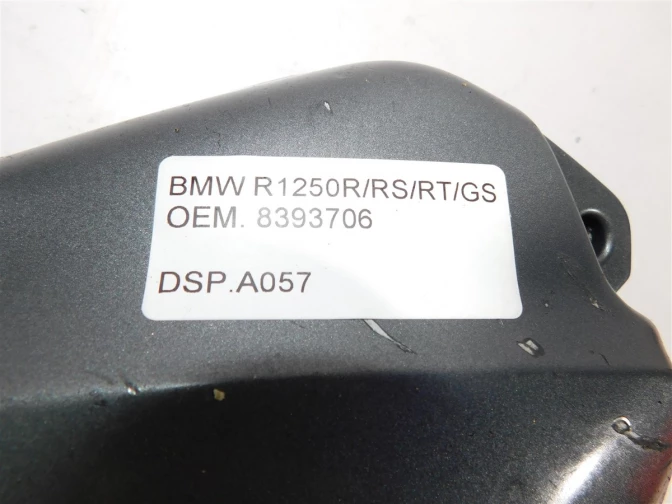 BMW R1250R/RS/RT/GS
OEM. 8393706
DSP.A057